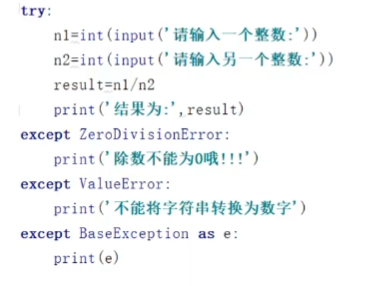 try:
    n1=int(input('请输入一个整数:'))
    n2=int(input('请输入另一个整数:'))
    result=n1/n2
    print('结果为:',result)
except ZeroDivisionError:
    print('除数不能为0哦!!!')
except ValueError:
    print('不能将字符串转换为数字')
except BaseException as e:
    print(e)